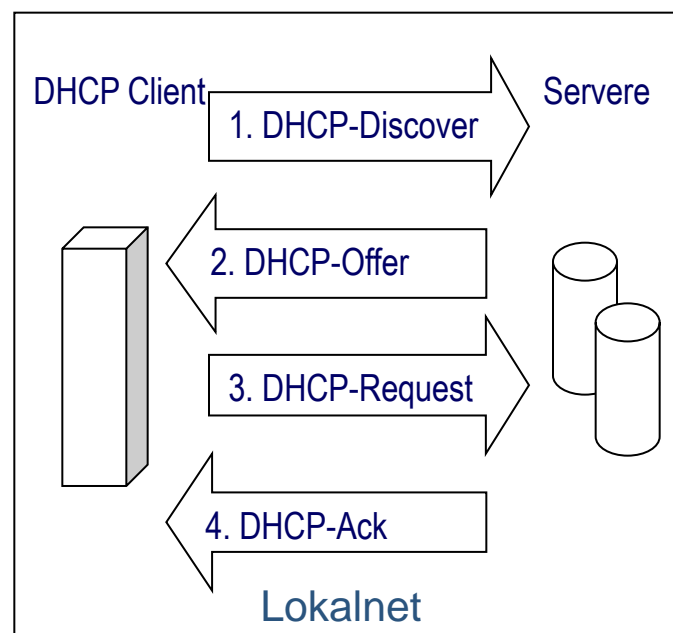 DHCP Client
Servere
1. DHCP-Discover
2. DHCP-Offer
3. DHCP-Request
4. DHCP-Ack
Lokalnet